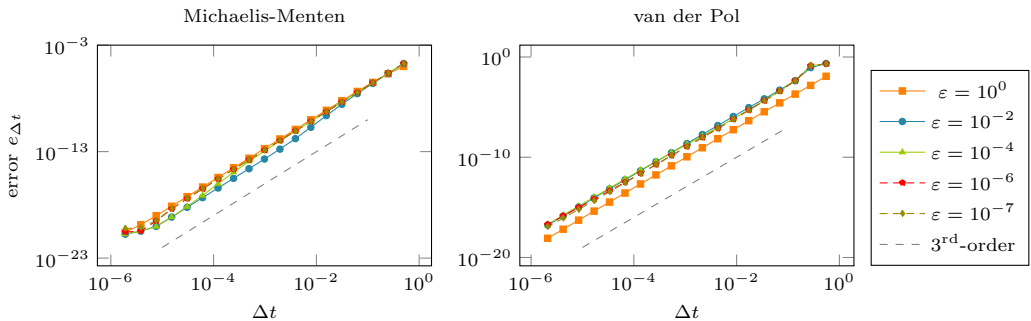 Michaelis-Menten
van der Pol
error e_{Δt}
10^{-3}
10^{-13}
10^{-23}
10^{-6}
10^{-4}
10^{-2}
10^{0}
Δt
10^{0}
10^{-10}
10^{-20}
10^{-6}
10^{-4}
10^{-2}
10^{0}
Δt
ε = 10^{0}
ε = 10^{-2}
ε = 10^{-4}
ε = 10^{-6}
ε = 10^{-7}
3^{rd}-order